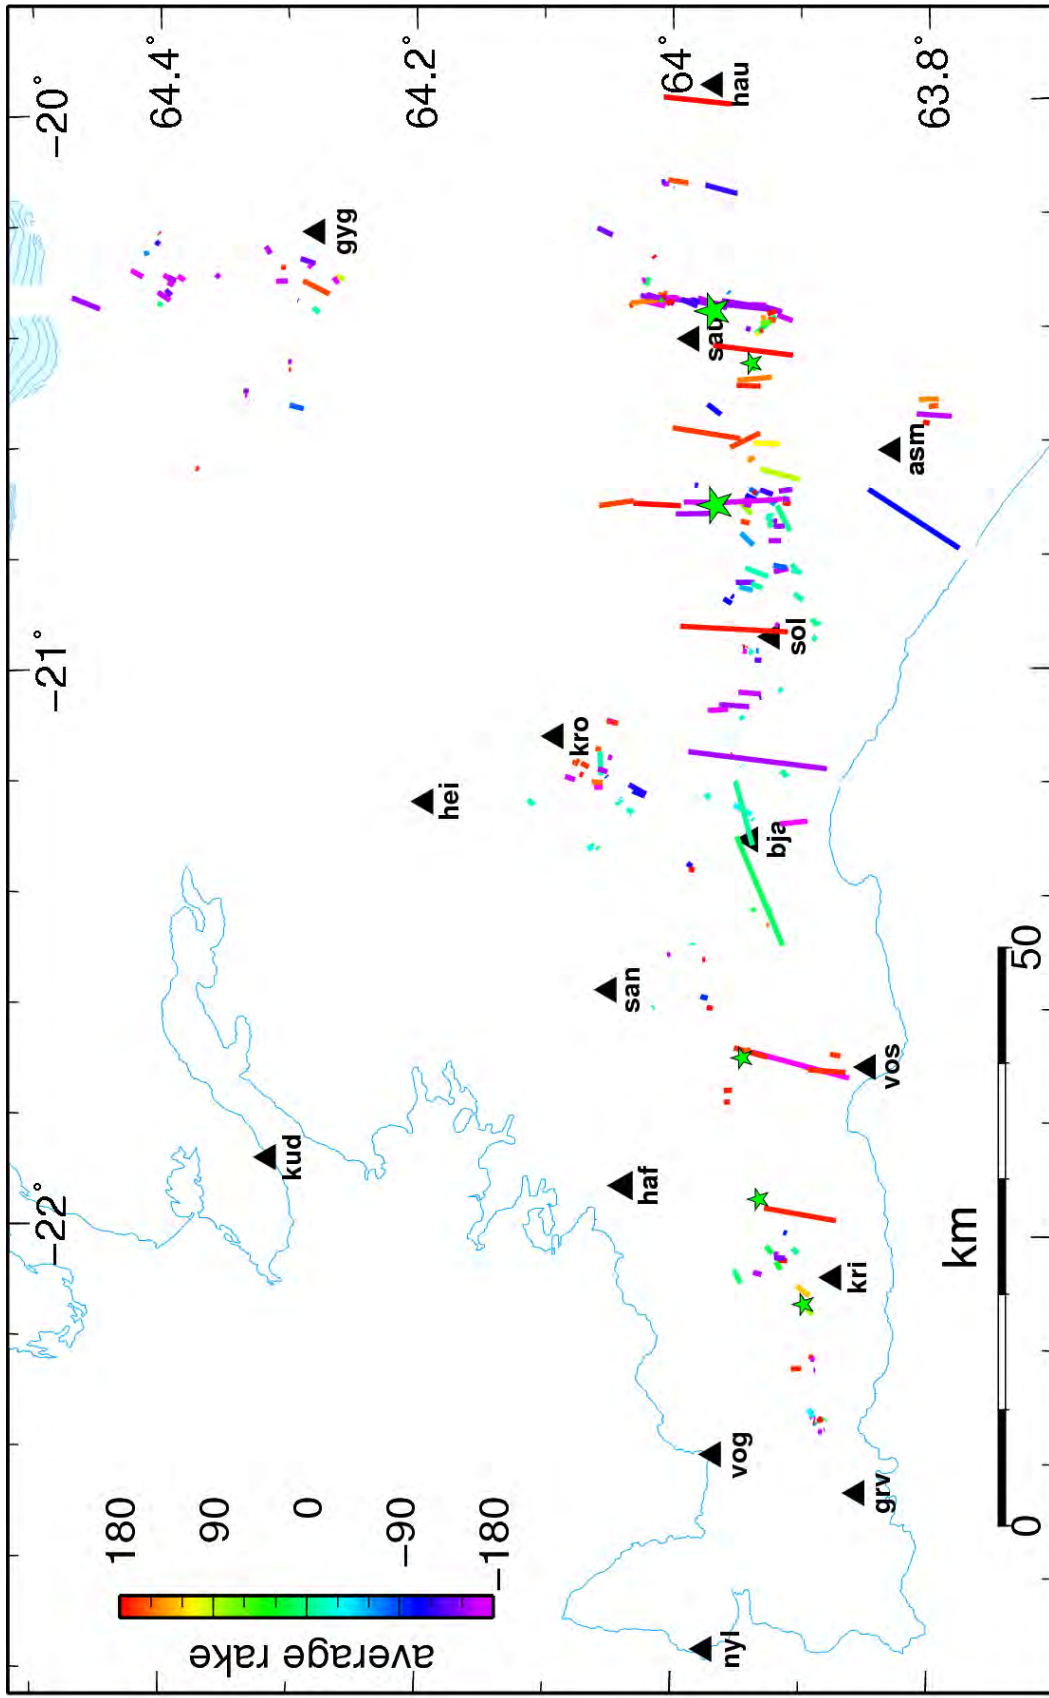 -22°
-21°
-20°
64.4°
64.2°
64°
63.8°
180
90
0
-90
-180
average rake
kud
gyg
hei
kro
san
haf
sau
hau
vog
nyl
bja
sol
vos
kri
grv
asm
0
50
km